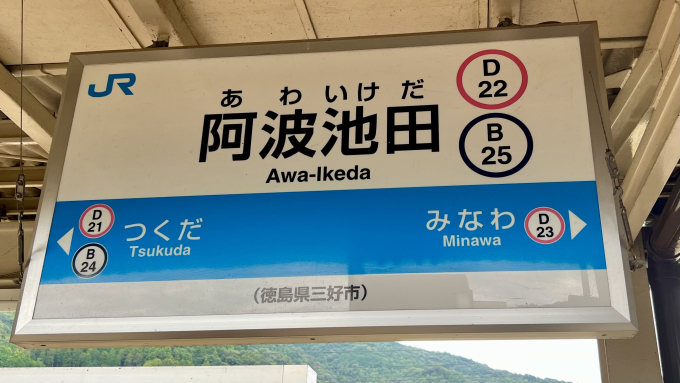 JR
あわいけだ
阿波池田
Awa-Ikeda
D
22
B
25
D
21
B
24
つくだ
Tsukuda
みなわ
Minawa
D
23
（徳島県三好市）